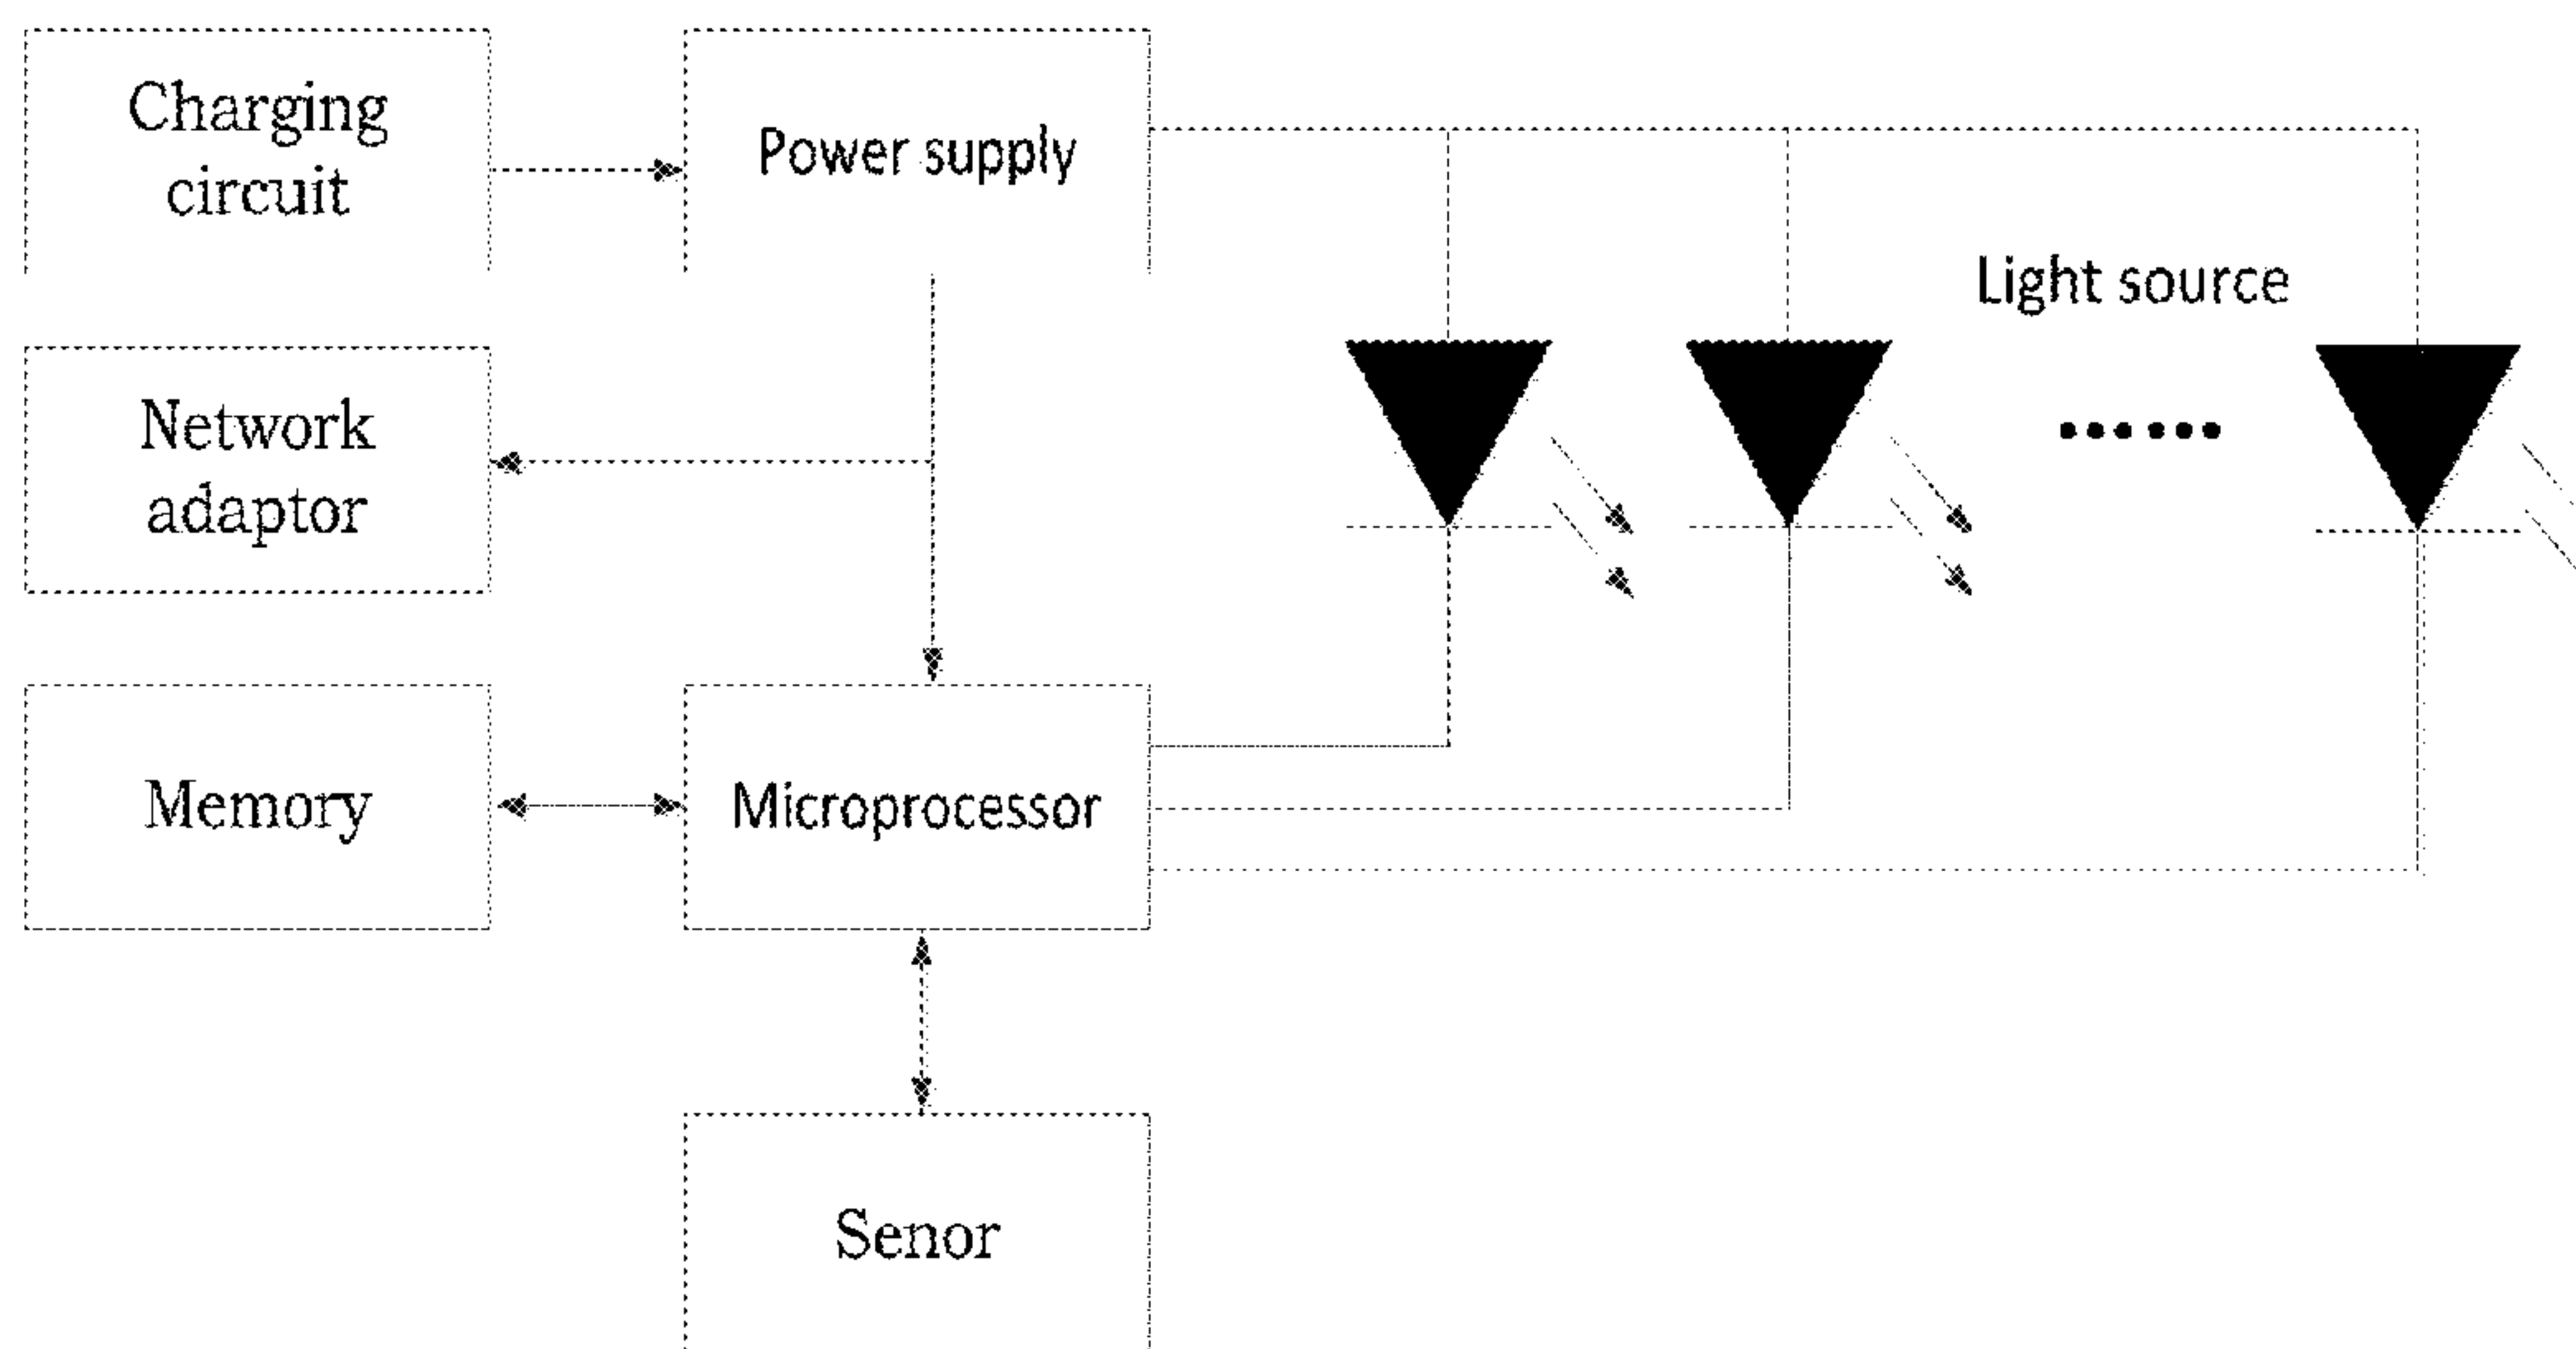 Charging
circuit
Power supply
Light source
Network
adaptor
Memory
Microprocessor
Senor